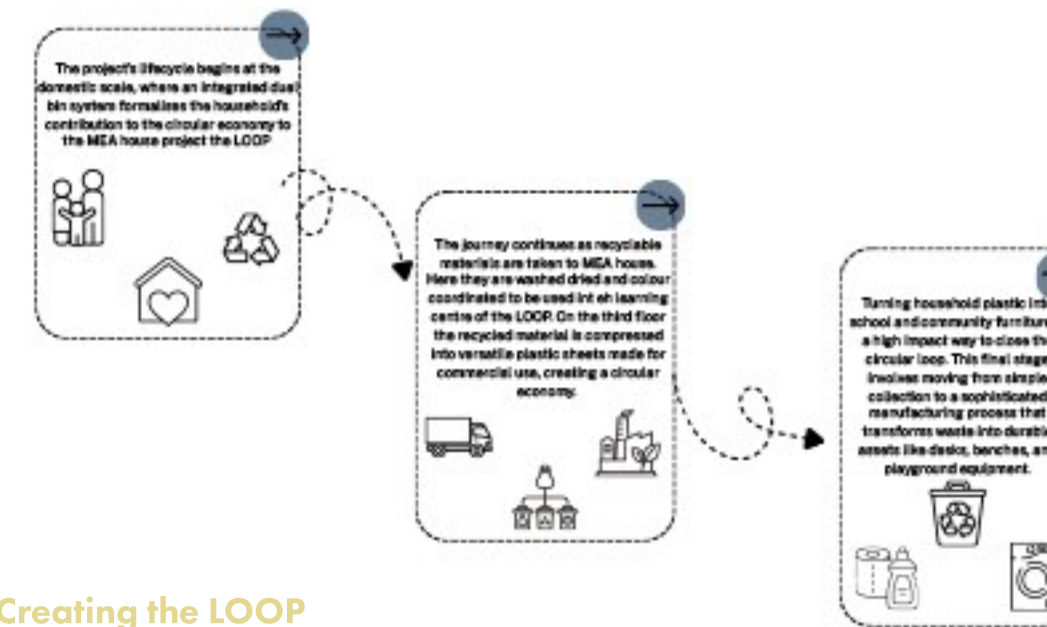 The project's lifecycle begins at the
domestic scale, where an integrated dual
bin system formalises the household's
contribution to the circular economy to
the MEA house project the LOOP
The journey continues as recyclable
materials are taken to MEA house.
Here they are washed dried and colour
coordinated to be used int eh learning
centre of the LOOP. On the third floor
the recycled material is compressed
into versatile plastic sheets made for
commercial use, creating a circular
economy.
Turning household plastic into
school and community furniture
a high impact way to close the
circular loop. This final stage
involves moving from simple
collection to a sophisticated
manufacturing process that
transforms waste into durable
assets like desks, benches, an
playground equipment.
Creating the LOOP